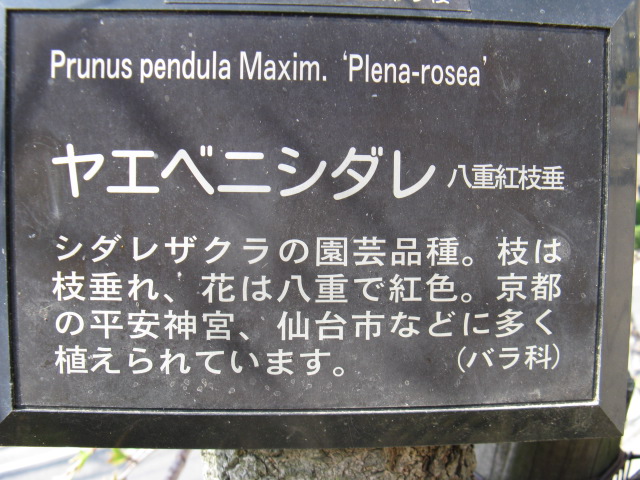 Prunus pendula Maxim. ‘Plena-rosea’
ヤエベニシダレ 八重紅枝垂
シダレザクラの園芸品種。枝は
枝垂れ、花は八重で紅色。京都
の平安神宮、仙台市などに多く
植えられています。 （バラ科）